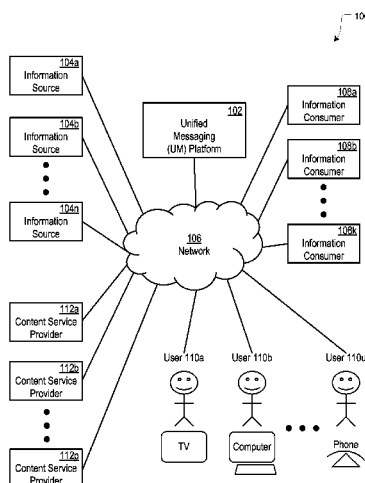 104a
Information
Source
104b
Information
Source
104n
Information
Source
102
Unified
Messaging
(UM) Platform
108a
Information
Consumer
108b
Information
Consumer
108k
Information
Consumer
106
Network
112a
Content Service
Provider
112b
Content Service
Provider
112p
Content Service
Provider
User 110a
User 110b
User 110u
TV
Computer
Phone